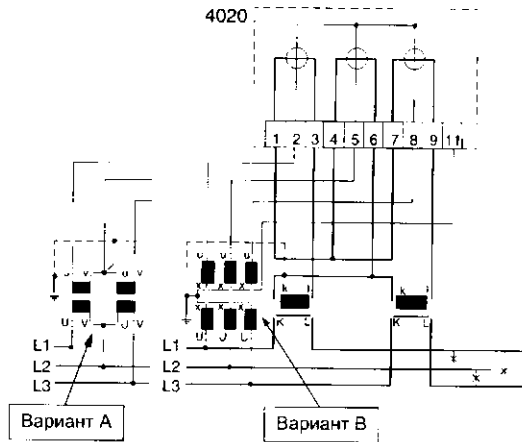 4020
1 2 3 4 5 6 7 8 9 11
u v u v
u u u
x x x
x x x
k l k l
U V U V
U U U
K L K L
L1 L1
L2 L2
L3 L3
Вариант А
Вариант В